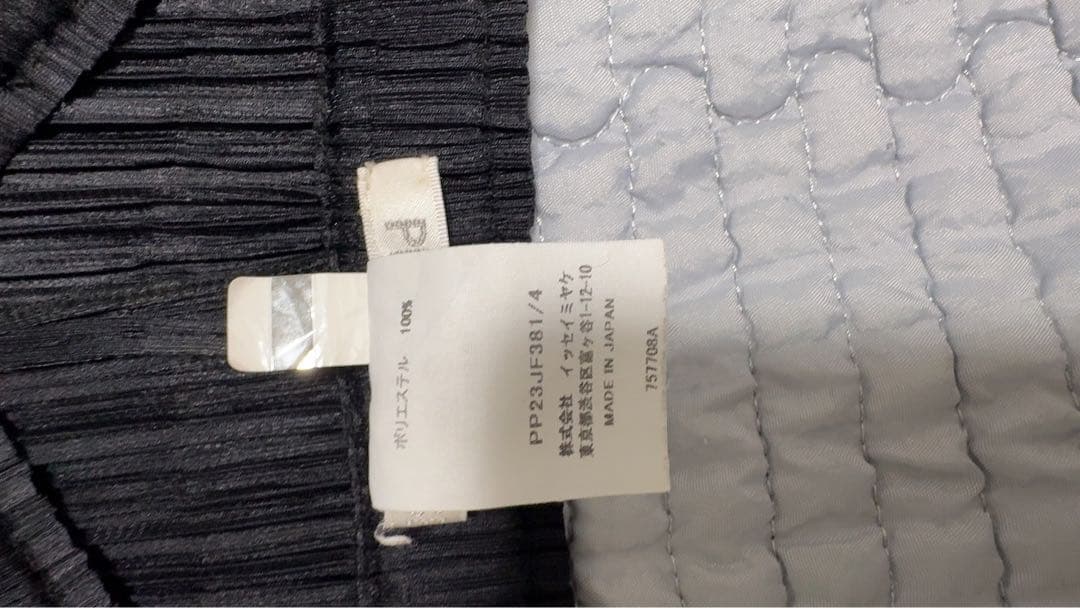 P
ポリエステル 100%
PP23JF381/4
株式会社 イッセイミヤケ
東京都渋谷区富ヶ谷1-12-10
MADE IN JAPAN
757708A